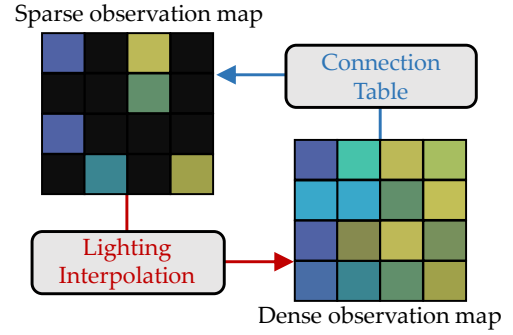 Sparse observation map
Connection
Table
Lighting
Interpolation
Dense observation map